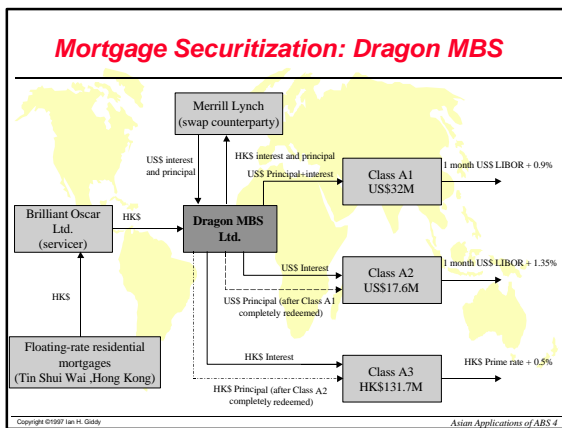 Mortgage Securitization: Dragon MBS
Merrill Lynch
(swap counterparty)
US$ interest
and principal
HK$ interest and principal
US$ Principal+interest
Class A1
US$32M
1 month US$ LIBOR + 0.9%
Brilliant Oscar
Ltd.
(servicer)
HK$
Dragon MBS
Ltd.
US$ Interest
Class A2
US$17.6M
1 month US$ LIBOR + 1.35%
US$ Principal (after Class A1
completely redeemed)
HK$
Floating-rate residential
mortgages
(Tin Shui Wai ,Hong Kong)
HK$ Interest
Class A3
HK$131.7M
HK$ Prime rate + 0.5%
HK$ Principal (after Class A2
completely redeemed)
Copyright ©1997 Ian H. Giddy
Asian Applications of ABS 4